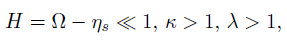 H = Ω − η_s ≪ 1, κ > 1, λ > 1,